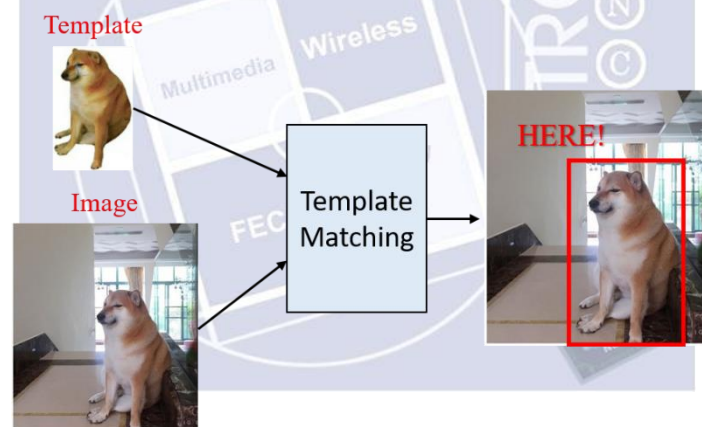 Template
Wireless
Multimedia
N
C
HERE!
Image
Template
Matching
FEC